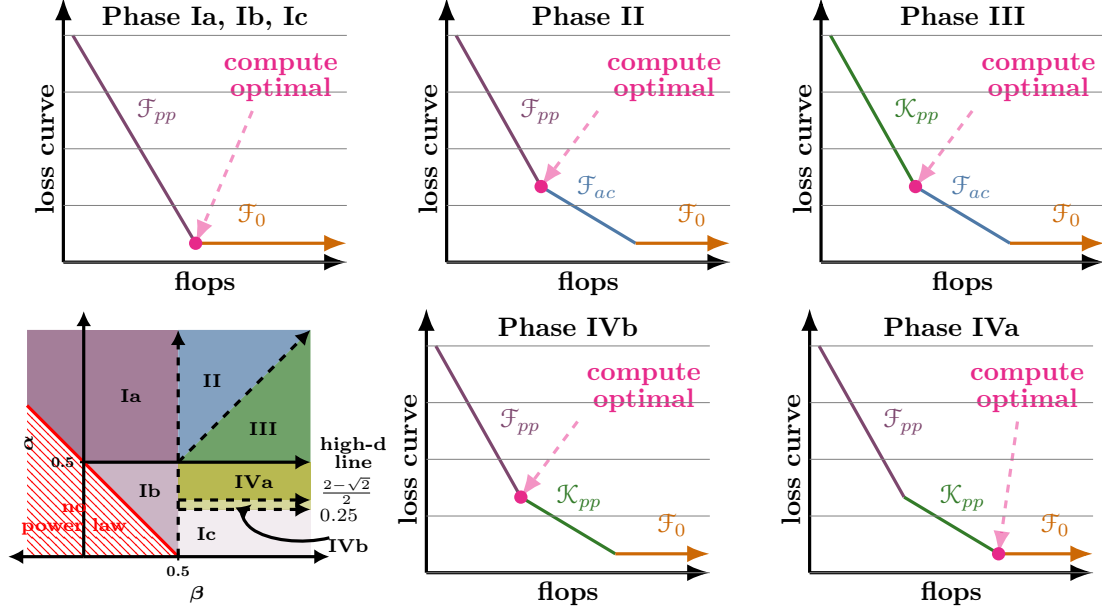 Phase Ia, Ib, Ic
loss curve
flops
ℱpp
ℱ0
compute
optimal
Phase II
loss curve
flops
ℱpp
ℱac
ℱ0
compute
optimal
Phase III
loss curve
flops
𝒦pp
ℱac
ℱ0
compute
optimal
α
β
0.5
0.5
Ia
II
III
Ib
IVa
Ic
IVb
no
power law
high-d
line
2−√2/2
0.25
Phase IVb
loss curve
flops
ℱpp
𝒦pp
ℱ0
compute
optimal
Phase IVa
loss curve
flops
ℱpp
𝒦pp
ℱ0
compute
optimal